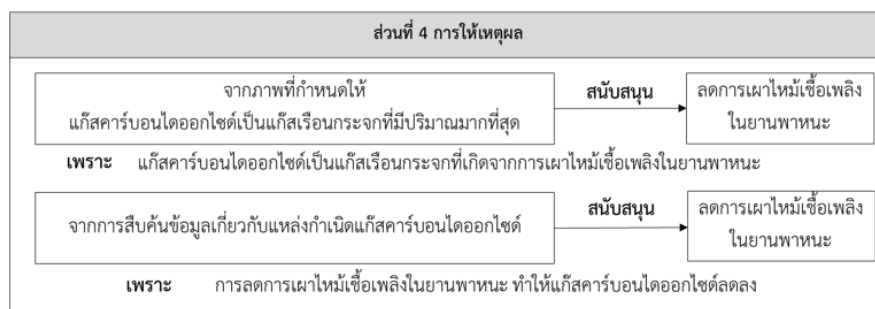 ส่วนที่ 4 การให้เหตุผล
จากภาพที่กำหนดให้
แก๊สคาร์บอนไดออกไซด์เป็นแก๊สเรือนกระจกที่มีปริมาณมากที่สุด
สนับสนุน
ลดการเผาไหม้เชื้อเพลิง
ในยานพาหนะ
เพราะ แก๊สคาร์บอนไดออกไซด์เป็นแก๊สเรือนกระจกที่เกิดจากการเผาไหม้เชื้อเพลิงในยานพาหนะ
จากการสืบค้นข้อมูลเกี่ยวกับแหล่งกำเนิดแก๊สคาร์บอนไดออกไซด์
สนับสนุน
ลดการเผาไหม้เชื้อเพลิง
ในยานพาหนะ
เพราะ การลดการเผาไหม้เชื้อเพลิงในยานพาหนะ ทำให้แก๊สคาร์บอนไดออกไซด์ลดลง